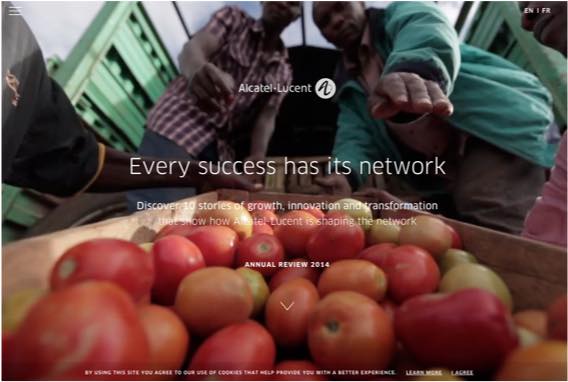 EN | FR
Alcatel·Lucent
Every success has its network
Discover 10 stories of growth, innovation and transformation
that show how Alcatel-Lucent is shaping the network
ANNUAL REVIEW 2014
BY USING THIS SITE YOU AGREE TO OUR USE OF COOKIES THAT HELP PROVIDE YOU WITH A BETTER EXPERIENCE. LEARN MORE I AGREE